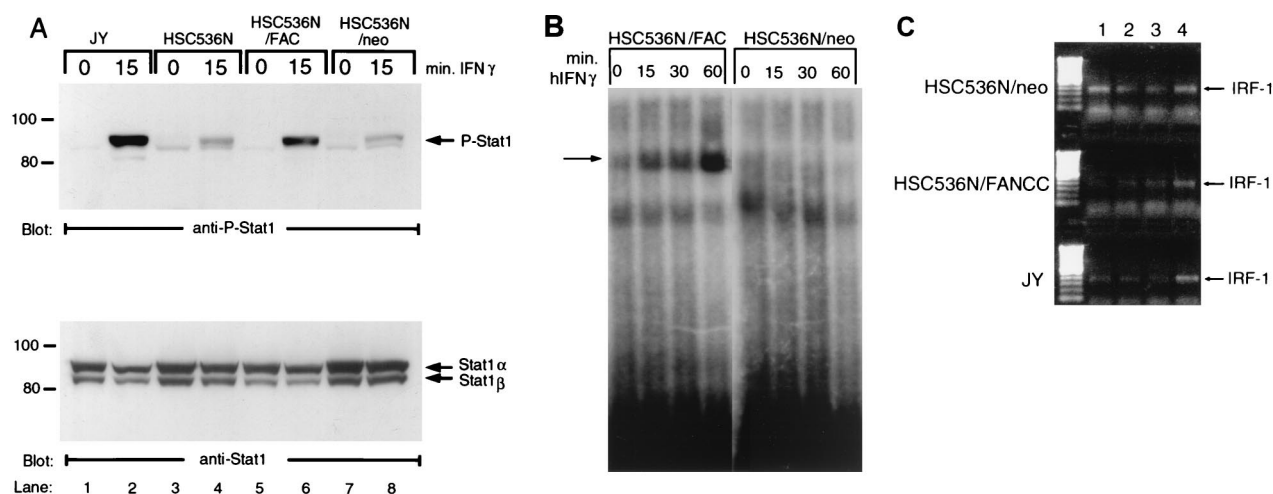 A
JY
HSC536N
HSC536N
/FAC
HSC536N
/neo
0 15 0 15 0 15 0 15 min. IFN γ
100
80
P-Stat1
Blot: anti-P-Stat1
100
80
Stat1α
Stat1β
Blot: anti-Stat1
Lane: 1 2 3 4 5 6 7 8
B
HSC536N/FAC HSC536N/neo
min.
hIFNγ
0 15 30 60 0 15 30 60
C
1 2 3 4
HSC536N/neo IRF-1
HSC536N/FANCC IRF-1
JY IRF-1